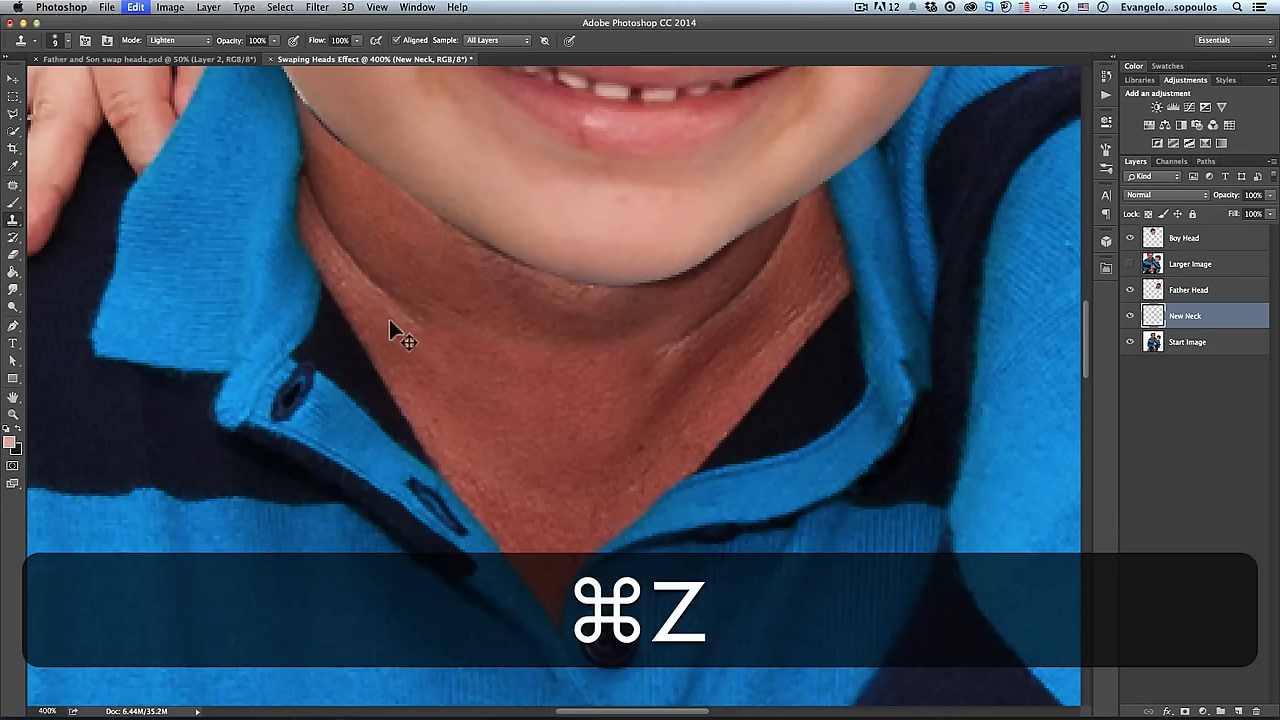 Photoshop File Edit Image Layer Type Select Filter 3D View Window Help 12 Evangelo...sopoulos
Adobe Photoshop CC 2014
9 Mode: Lighten Opacity: 100% Flow: 100% Aligned Sample: All Layers Essentials
× Father and Son swap heads.psd @ 50% (Layer 2, RGB/8*) × Swaping Heads Effect @ 400% (New Neck, RGB/8*) *
Color Swatches
Libraries Adjustments Styles
Add an adjustment
Layers Channels Paths
Kind
Normal Opacity: 100%
Lock: Fill: 100%
Boy Head
Larger Image
Father Head
New Neck
Start Image
⌘Z
400% Doc: 6.44M/35.2M